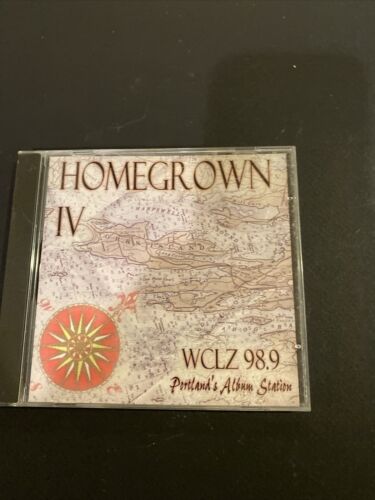 HOMEGROWN
IV
WCLZ 98.9
Portland's Album Station